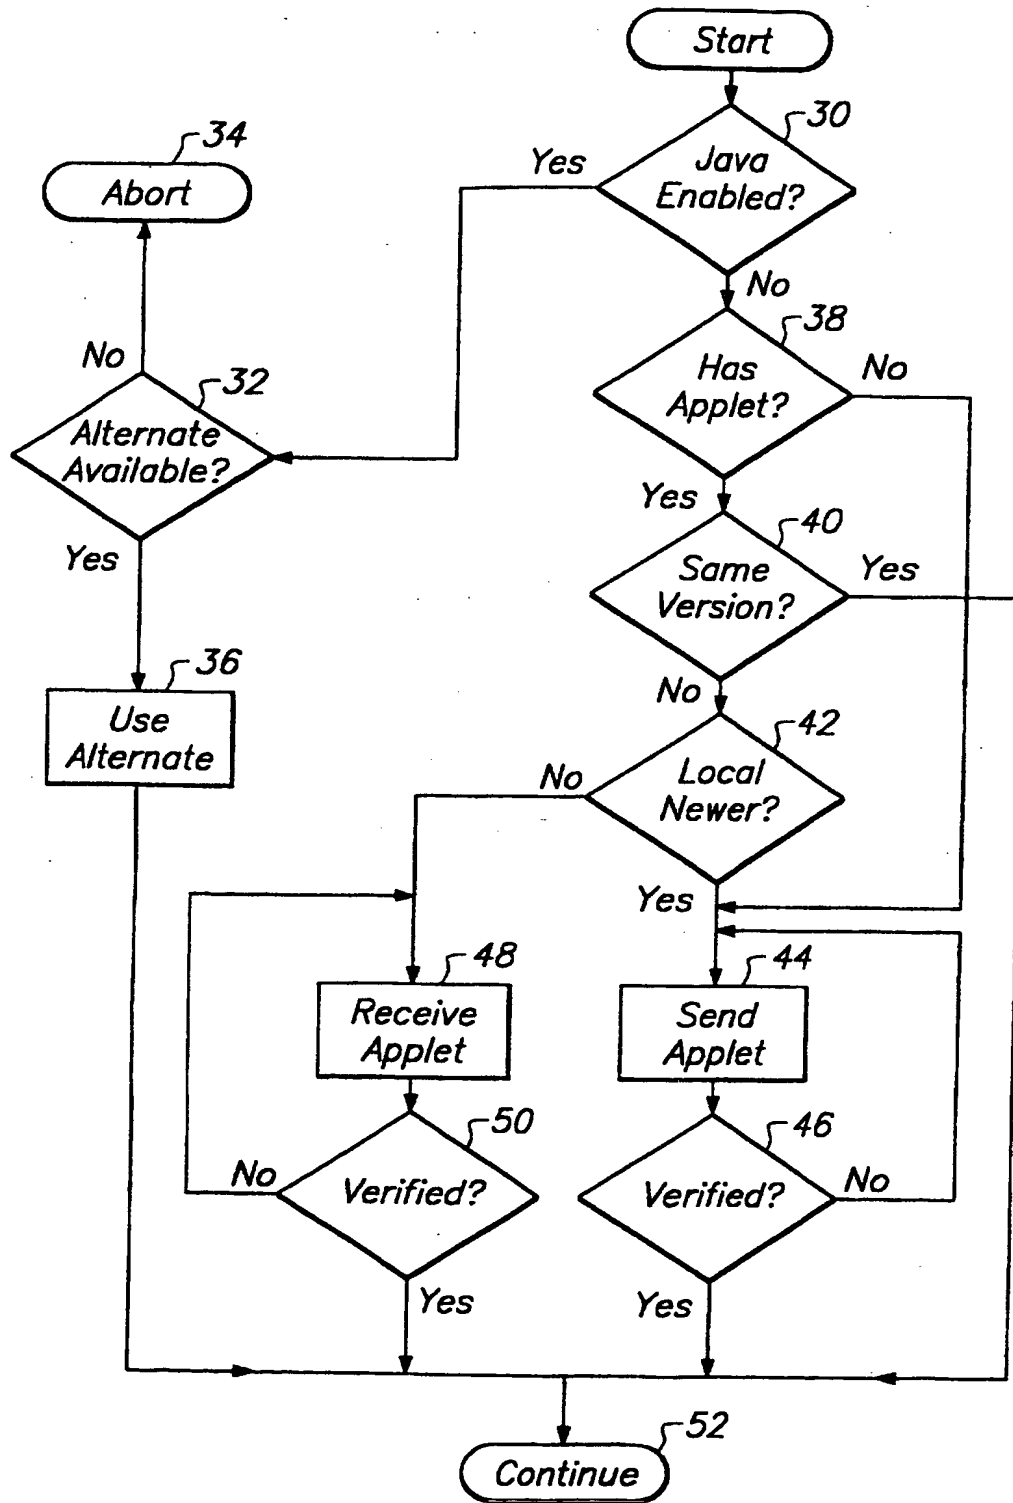 Start
30
Java
Enabled?
Yes
No
34
Abort
No
32
Alternate
Available?
Yes
36
Use
Alternate
38
Has
Applet?
No
Yes
40
Same
Version?
Yes
No
42
Local
Newer?
No
Yes
48
Receive
Applet
50
Verified?
No
Yes
44
Send
Applet
46
Verified?
No
Yes
52
Continue